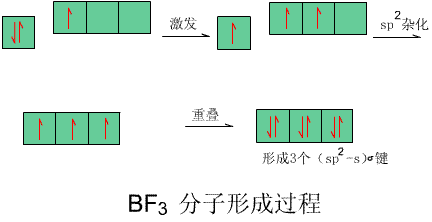 激发
sp²杂化
重叠
形成3个（sp²-s）σ键
BF₃ 分子形成过程